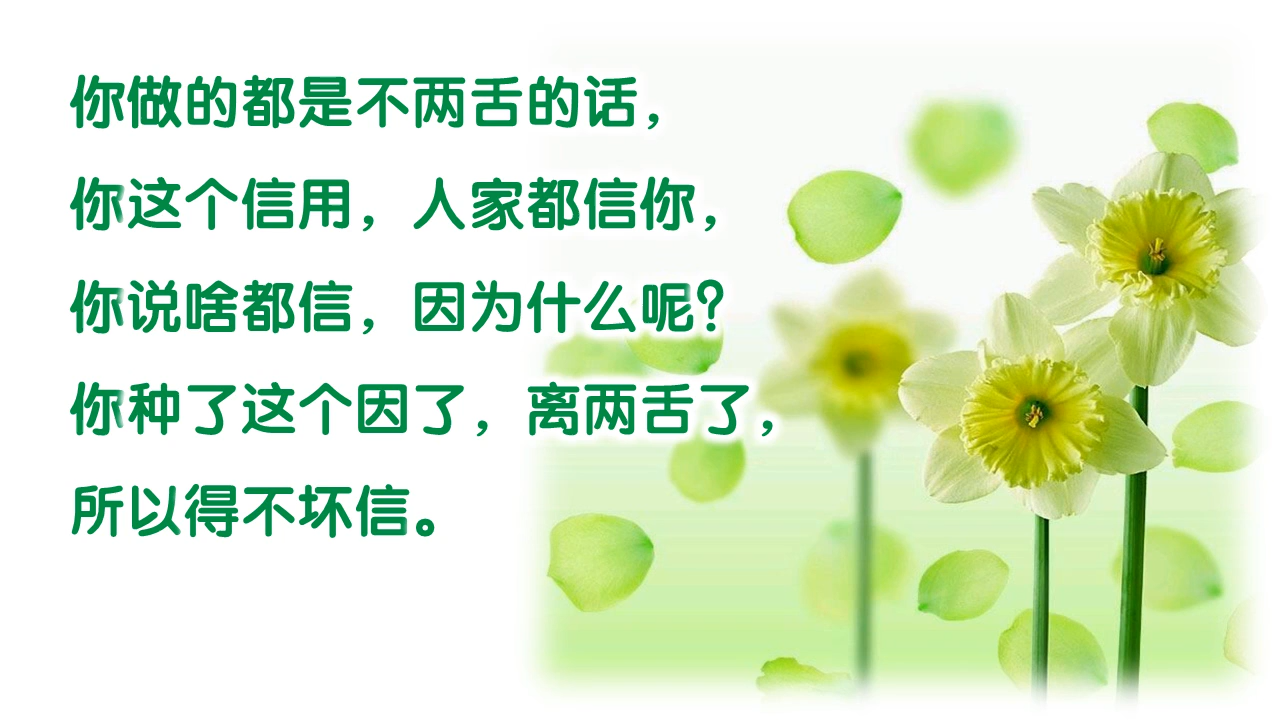 你做的都是不两舌的话，
你这个信用，人家都信你，
你说啥都信，因为什么呢？
你种了这个因了，离两舌了，
所以得不坏信。